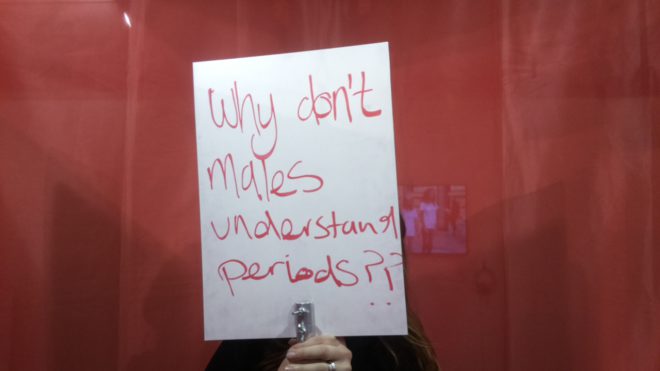 Why don't
males
understand
periods??